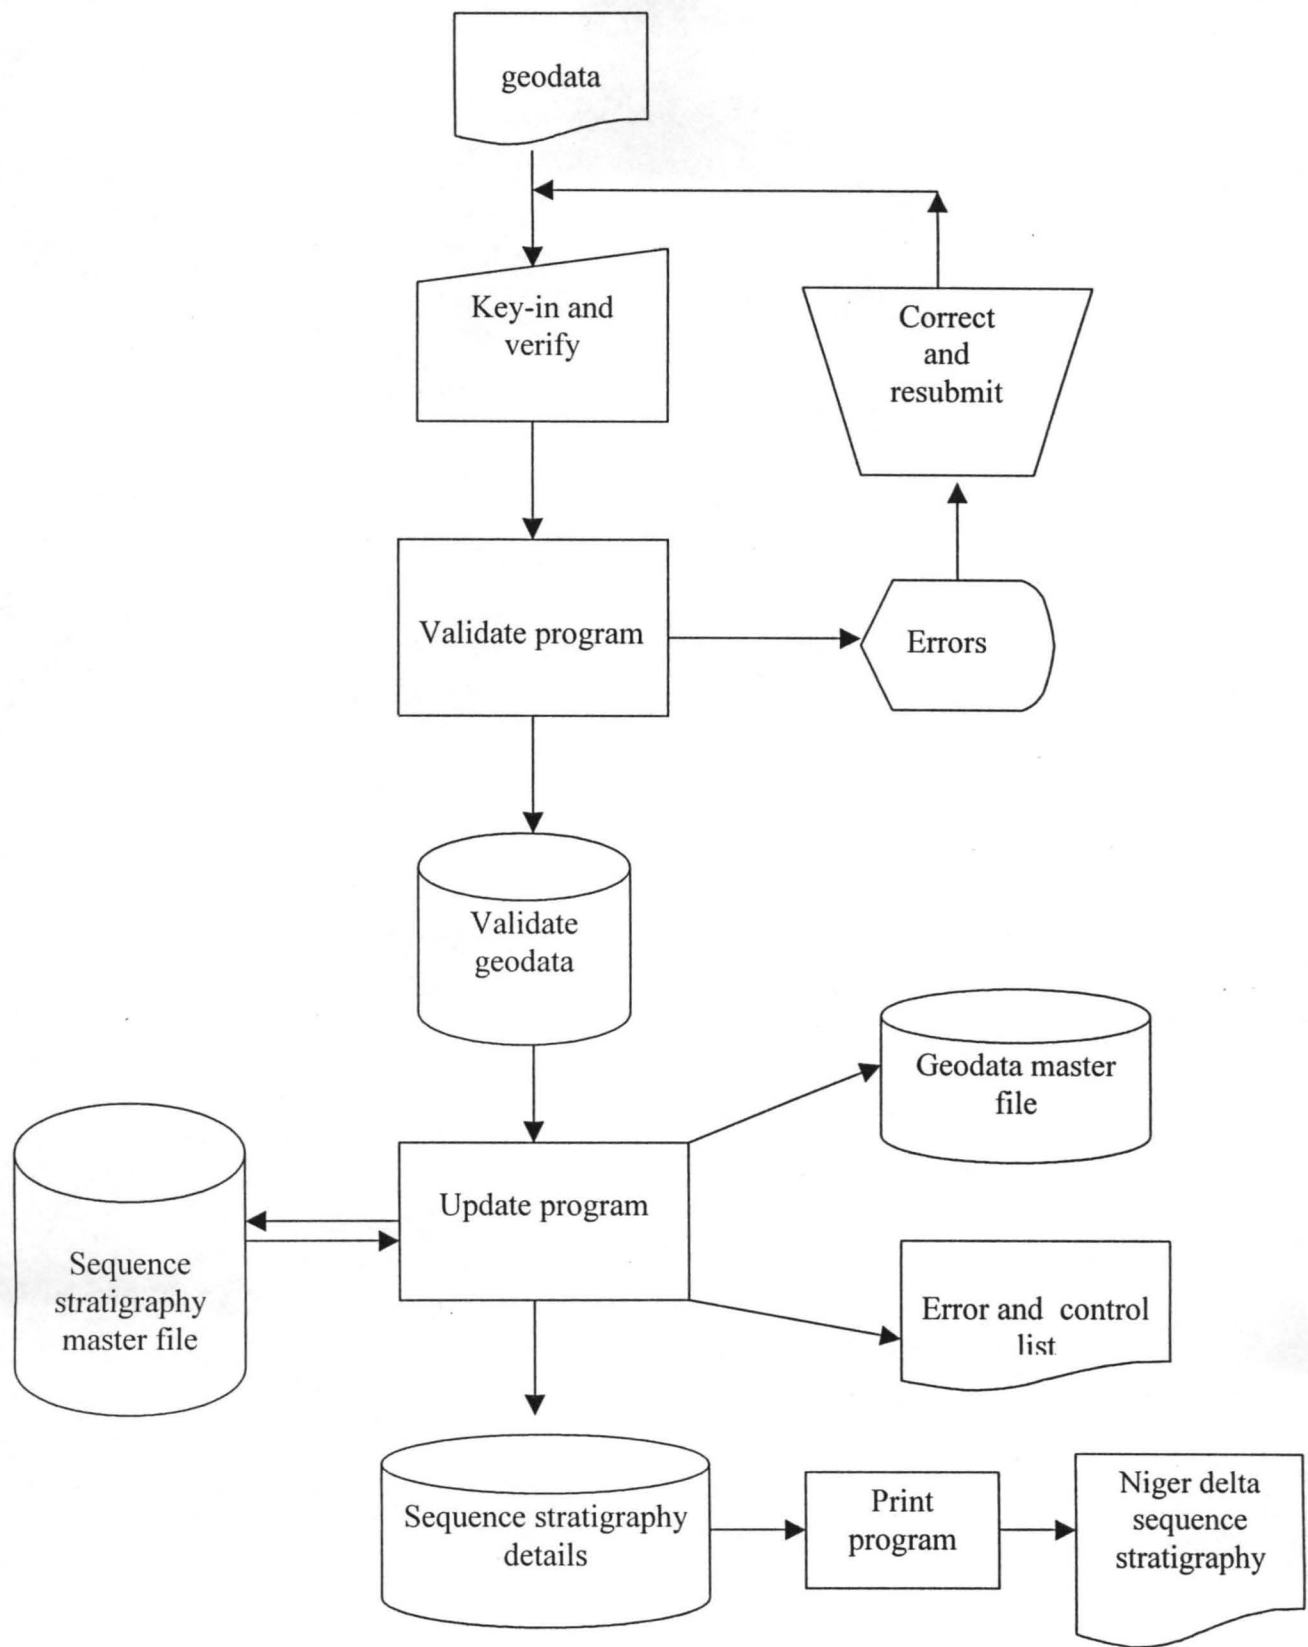 geodata
Key-in and
verify
Correct
and
resubmit
Validate program
Errors
Validate
geodata
Geodata master
file
Update program
Sequence
stratigraphy
master file
Error and control
list
Sequence stratigraphy
details
Print
program
Niger delta
sequence
stratigraphy